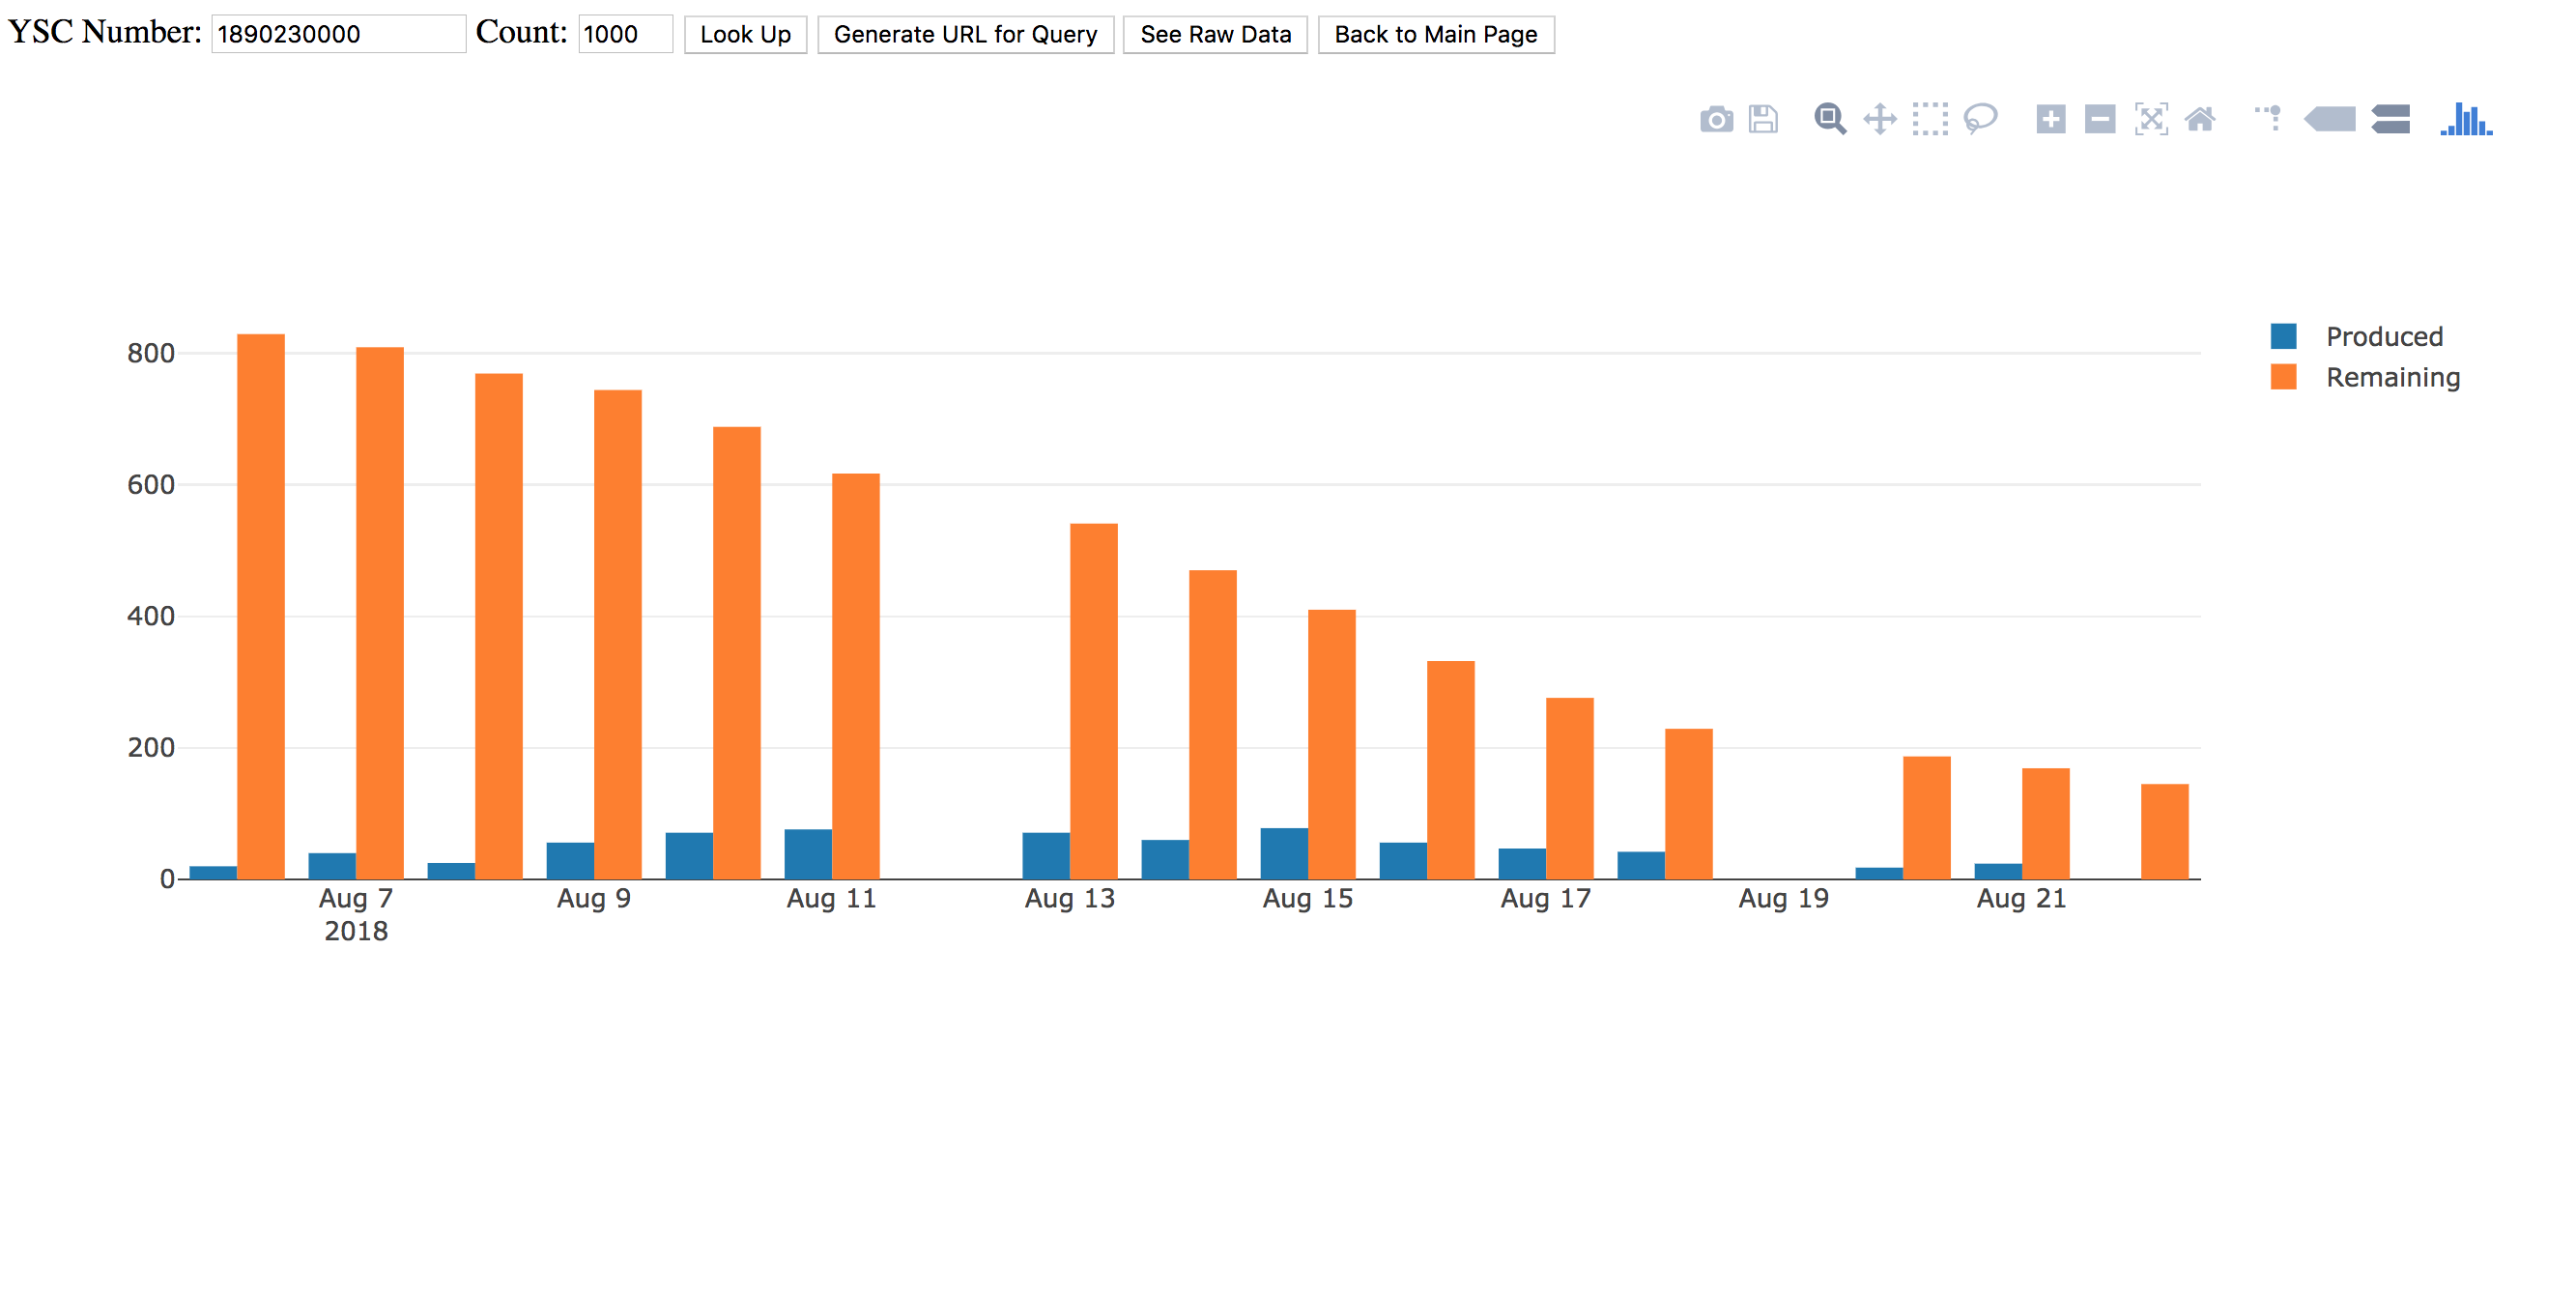 YSC Number: 1890230000 Count: 1000 Look Up Generate URL for Query See Raw Data Back to Main Page
Produced
Remaining
800
600
400
200
0
Aug 7 Aug 9 Aug 11 Aug 13 Aug 15 Aug 17 Aug 19 Aug 21
2018